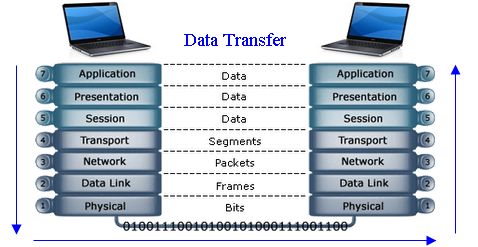 Data Transfer
7 Application Data Application 7
6 Presentation Data Presentation 6
5 Session Data Session 5
4 Transport Segments Transport 4
3 Network Packets Network 3
2 Data Link Frames Data Link 2
1 Physical Bits Physical 1
0100111001010010101000111001100